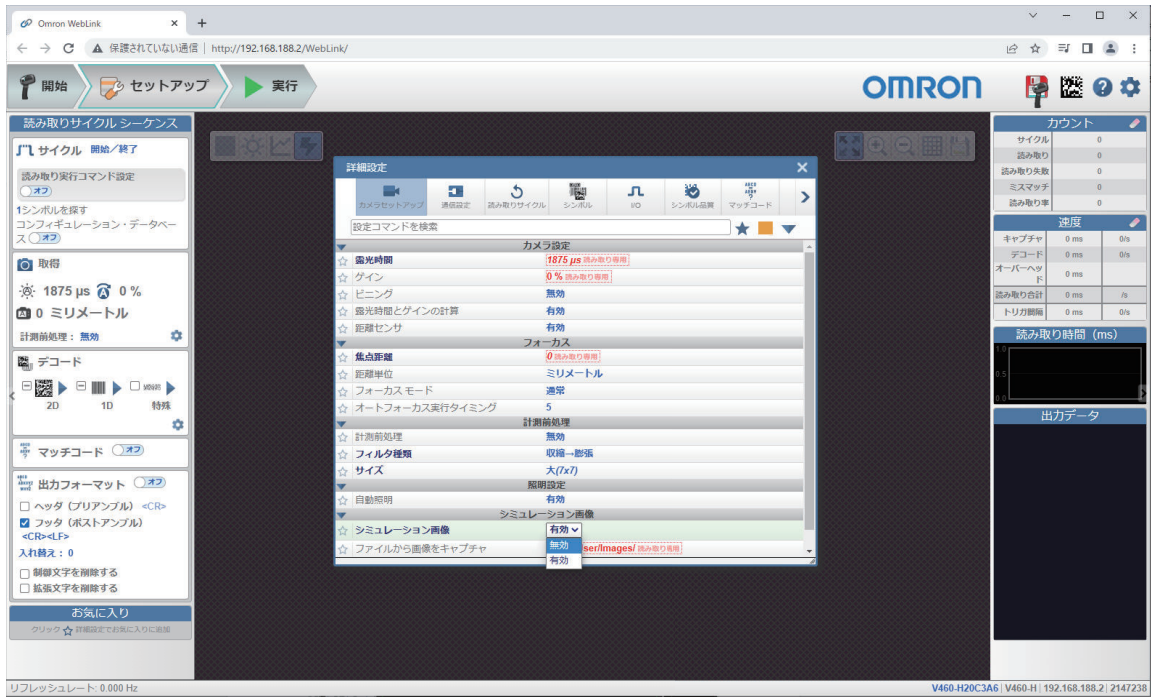 Omron WebLink
保護されていない通信 | http://192.168.188.2/WebLink/
開始
セットアップ
実行
OMRON
読み取りサイクル シーケンス
サイクル 開始／終了
読み取り実行コマンド設定
オフ
1シンボルを探す
コンフィギュレーション・データベー
ス オフ
取得
1875 µs 0 %
0 ミリメートル
計測前処理： 無効
デコード
2D 1D 特殊
マッチコード オフ
出力フォーマット オフ
ヘッダ（プリアンブル） <CR>
フッタ（ポストアンブル）
<CR><LF>
入れ替え：0
制御文字を削除する
拡張文字を削除する
お気に入り
クリック 詳細設定でお気に入りに追加
詳細設定
カメラセットアップ 通信設定 読み取りサイクル シンボル I/O シンボル品質 マッチコード
設定コマンドを検索
カメラ設定
露光時間 1875 µs 読み取り専用
ゲイン 0 % 読み取り専用
ビニング 無効
露光時間とゲインの計算 有効
距離センサ 有効
フォーカス
焦点距離 0 読み取り専用
距離単位 ミリメートル
フォーカス モード 通常
オートフォーカス実行タイミング 5
計測前処理
計測前処理 無効
フィルタ種類 収縮→膨張
サイズ 大(7x7)
照明設定
自動照明 有効
シミュレーション画像
シミュレーション画像 有効
無効
有効
ファイルから画像をキャプチャ ser/Images/ 読み取り専用
カウント
サイクル 0
読み取り 0
読み取り失敗 0
ミスマッチ 0
読み取り率 0
速度
キャプチャ 0 ms 0/s
デコード 0 ms 0/s
オーバーヘッ
ド 0 ms
読み取り合計 0 ms /s
トリガ間隔 0 ms 0/s
読み取り時間（ms）
1.0
0.5
0.0
出力データ
リフレッシュレート: 0.000 Hz
V460-H20C3A6 | V460-H | 192.168.188.2 | 2147238